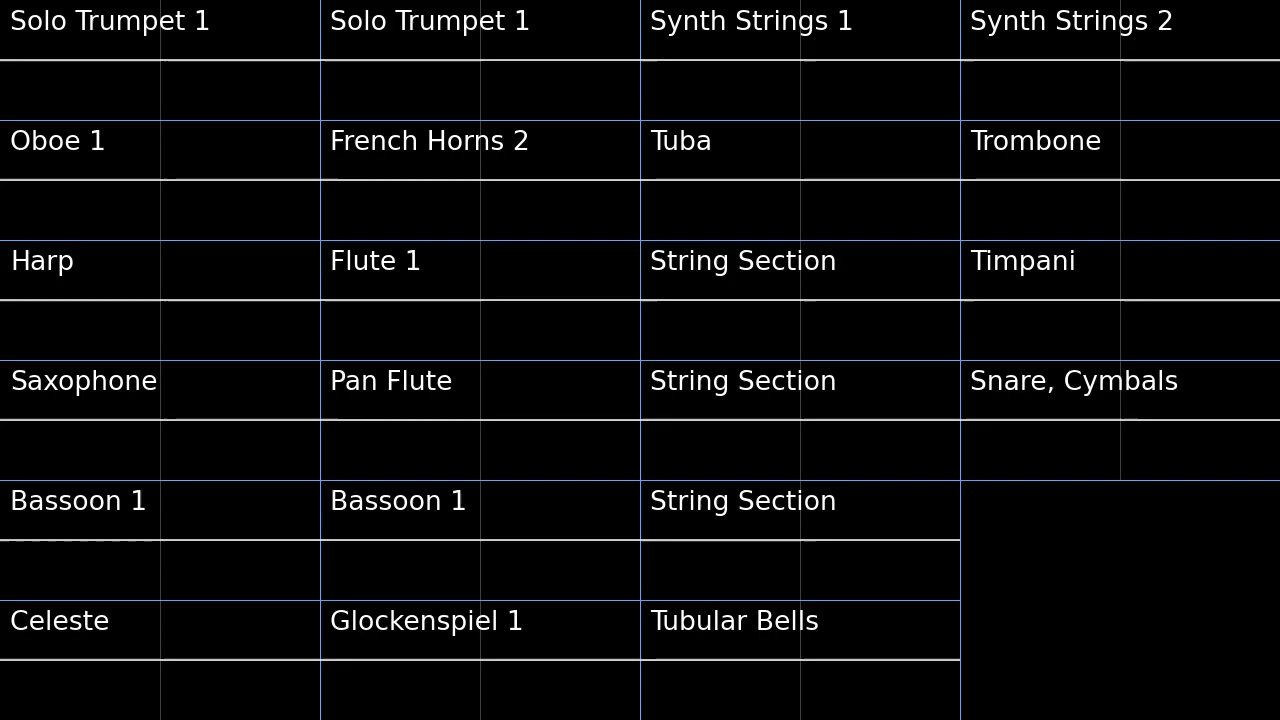 Solo Trumpet 1
Solo Trumpet 1
Synth Strings 1
Synth Strings 2
Oboe 1
French Horns 2
Tuba
Trombone
Harp
Flute 1
String Section
Timpani
Saxophone
Pan Flute
String Section
Snare, Cymbals
Bassoon 1
Bassoon 1
String Section
Celeste
Glockenspiel 1
Tubular Bells